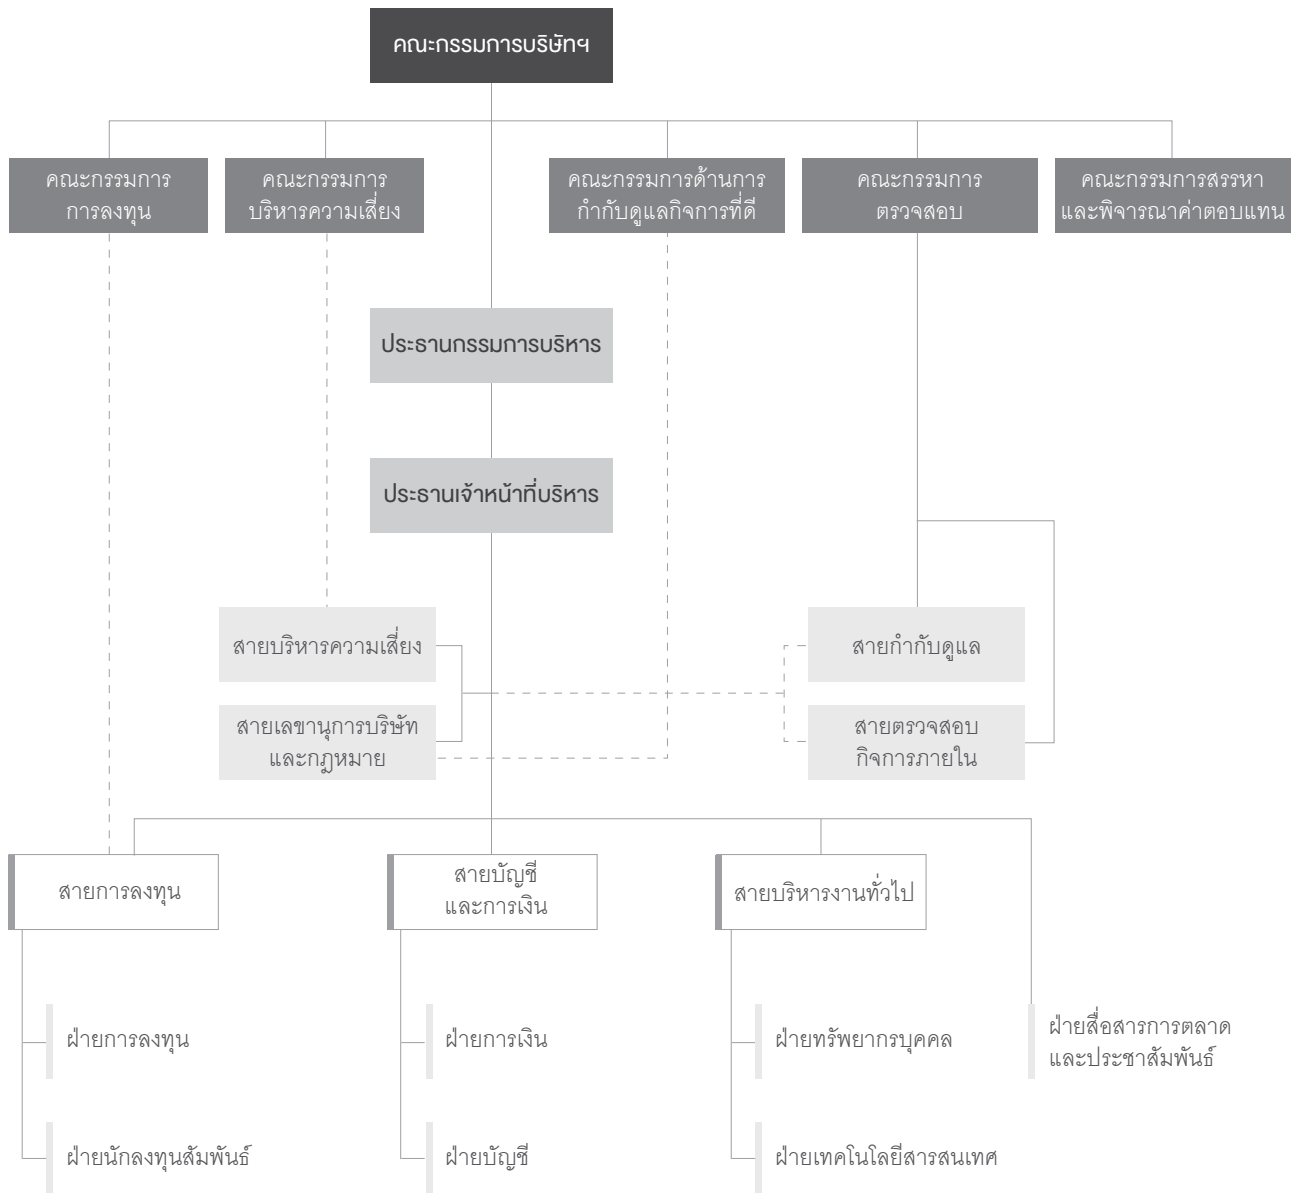 คณะกรรมการบริษัทฯ
คณะกรรมการ
การลงทุน
คณะกรรมการ
บริหารความเสี่ยง
คณะกรรมการด้านการ
กำกับดูแลกิจการที่ดี
คณะกรรมการ
ตรวจสอบ
คณะกรรมการสรรหา
และพิจารณาค่าตอบแทน
ประธานกรรมการบริหาร
ประธานเจ้าหน้าที่บริหาร
สายบริหารความเสี่ยง
สายกำกับดูแล
สายเลขานุการบริษัท
และกฎหมาย
สายตรวจสอบ
กิจการภายใน
สายการลงทุน
สายบัญชี
และการเงิน
สายบริหารงานทั่วไป
ฝ่ายการลงทุน
ฝ่ายการเงิน
ฝ่ายทรัพยากรบุคคล
ฝ่ายสื่อสารการตลาด
และประชาสัมพันธ์
ฝ่ายนักลงทุนสัมพันธ์
ฝ่ายบัญชี
ฝ่ายเทคโนโลยีสารสนเทศ